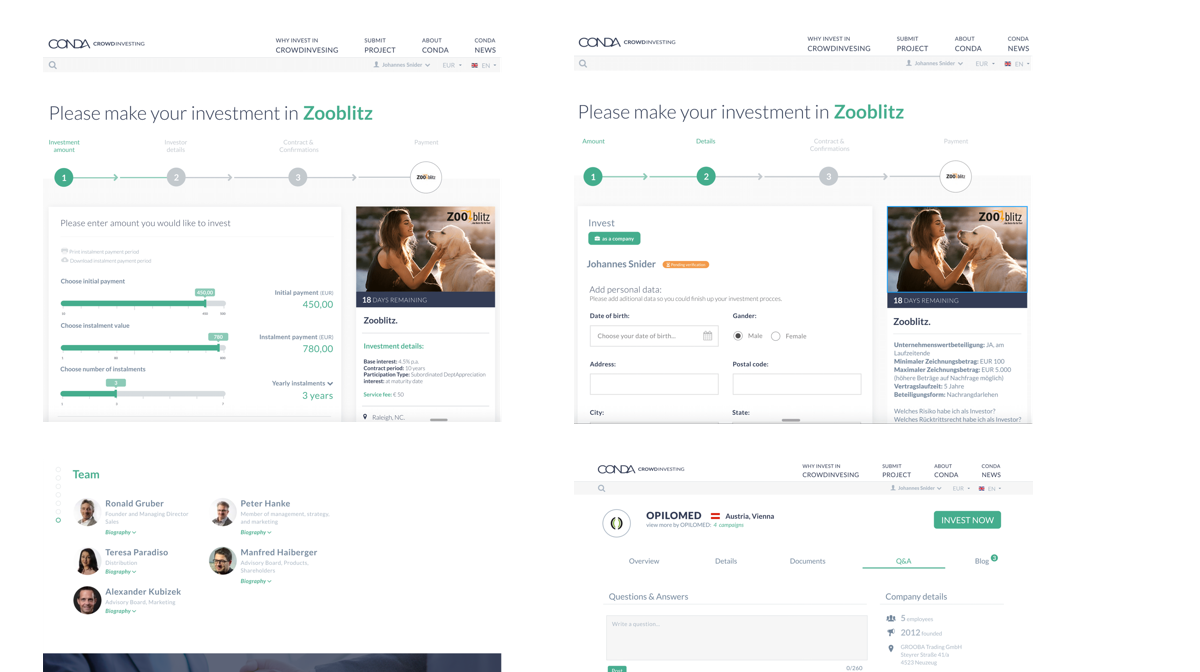 CONDA CROWDINVESTING
WHY INVEST IN
CROWDINVESING
SUBMIT
PROJECT
ABOUT
CONDA
CONDA
NEWS
Johannes Snider
EUR
EN
Please make your investment in Zooblitz
Investment
amount
Investor
details
Contract &
Confirmations
Payment
1
2
3
ZOO blitz
Please enter amount you would like to invest
Print instalment payment period
Download instalment payment period
Choose initial payment
450,00
Initial payment (EUR)
450,00
Choose instalment value
780
Instalment payment (EUR)
780,00
Choose number of instalments
3
Yearly instalments
3 years
ZOO blitz
18 DAYS REMAINING
Zooblitz.
Investment details:
Base interest: 4,5% p.a.
Contract period: 10 years
Participation Type: Subordinated DeptAppreciation
interest: at maturity date
Service fee: € 50
Raleigh, NC.
CONDA CROWDINVESTING
WHY INVEST IN
CROWDINVESING
SUBMIT
PROJECT
ABOUT
CONDA
CONDA
NEWS
Johannes Snider
EUR
EN
Please make your investment in Zooblitz
Amount
Details
Contract &
Confirmations
Payment
1
2
3
ZOO blitz
Invest
as a company
Johannes Snider
Pending verification
Add personal data:
Please add aditional data so you could finish up your investment procces.
Date of birth:
Choose your date of birth...
Gander:
Male
Female
Address:
Postal code:
City:
State:
ZOO blitz
18 DAYS REMAINING
Zooblitz.
Unternehmenswertbeteiligung: JA, am
Laufzeitende
Minimaler Zeichnungsbetrag: EUR 100
Maximaler Zeichnungsbetrag: EUR 5.000
(höhere Beträge auf Nachfrage möglich)
Vertragslaufzeit: 5 Jahre
Beteiligungsform: Nachrangdarlehen
Welches Risiko habe ich als Investor?
Welches Rücktrittsrecht habe ich als Investor?
Team
Ronald Gruber
Founder and Managing Director
Sales
Biography
Peter Hanke
Member of management, strategy,
and marketing
Biography
Teresa Paradiso
Distribution
Biography
Manfred Haiberger
Advisory Board, Products,
Shareholders
Biography
Alexander Kubizek
Advisory Board, Marketing
Biography
CONDA CROWDINVESTING
WHY INVEST IN
CROWDINVESING
SUBMIT
PROJECT
ABOUT
CONDA
CONDA
NEWS
Johannes Snider
EUR
EN
OPILOMED
Austria, Vienna
view more by OPILOMED: 4 campaigns
INVEST NOW
Overview
Details
Documents
Q&A
Blog
3
Questions & Answers
Write a question...
Post
0/260
Company details
5 employees
2012 founded
GROOBA Trading GmbH
Steyrer Straße 41/s
4523 Neuzeug